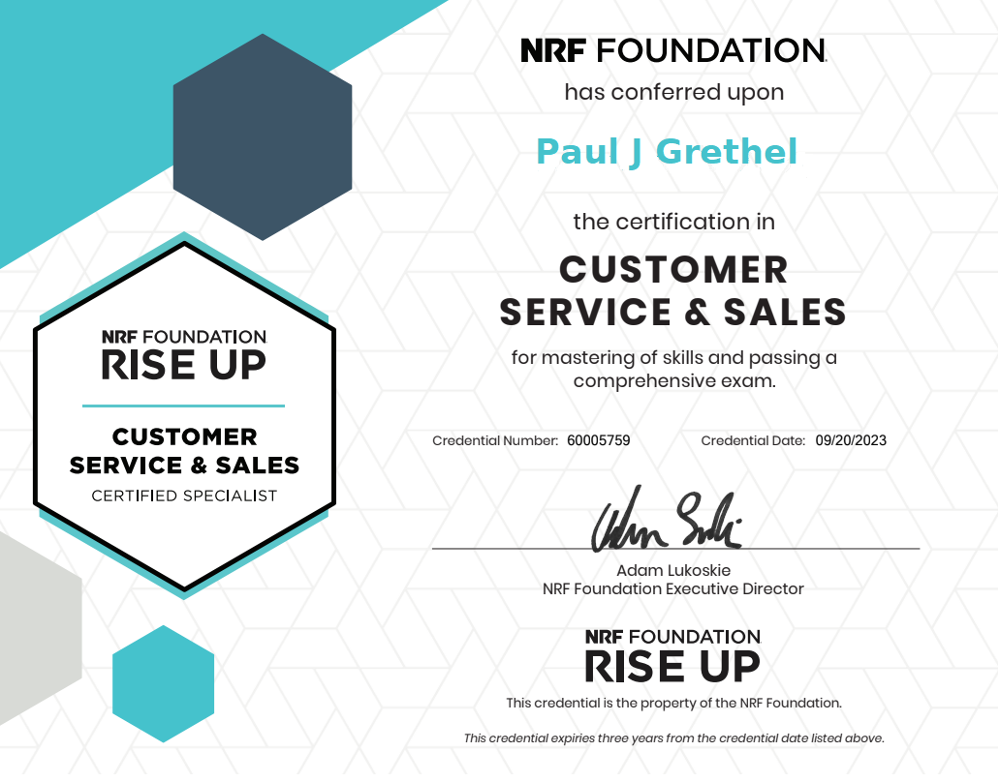 NRF FOUNDATION
has conferred upon
Paul J Grethel
the certification in
CUSTOMER
SERVICE & SALES
for mastering of skills and passing a
comprehensive exam.
Credential Number: 60005759 Credential Date: 09/20/2023
Adam Lukoskie
NRF Foundation Executive Director
NRF FOUNDATION
RISE UP
This credential is the property of the NRF Foundation.
This credential expiries three years from the credential date listed above.
NRF FOUNDATION
RISE UP
CUSTOMER
SERVICE & SALES
CERTIFIED SPECIALIST